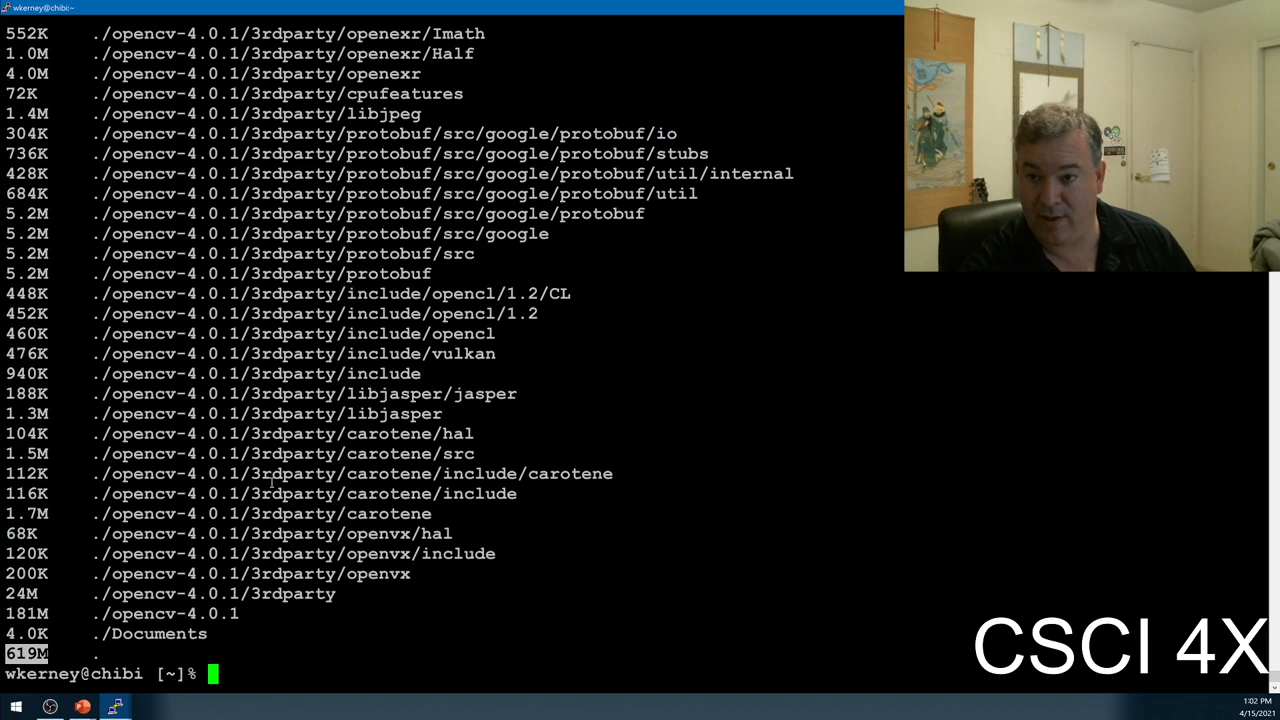 wkerney@chibi:~
552K ./opencv-4.0.1/3rdparty/openexr/Imath
1.0M ./opencv-4.0.1/3rdparty/openexr/Half
4.0M ./opencv-4.0.1/3rdparty/openexr
72K ./opencv-4.0.1/3rdparty/cpufeatures
1.4M ./opencv-4.0.1/3rdparty/libjpeg
304K ./opencv-4.0.1/3rdparty/protobuf/src/google/protobuf/io
736K ./opencv-4.0.1/3rdparty/protobuf/src/google/protobuf/stubs
428K ./opencv-4.0.1/3rdparty/protobuf/src/google/protobuf/util/internal
684K ./opencv-4.0.1/3rdparty/protobuf/src/google/protobuf/util
5.2M ./opencv-4.0.1/3rdparty/protobuf/src/google/protobuf
5.2M ./opencv-4.0.1/3rdparty/protobuf/src/google
5.2M ./opencv-4.0.1/3rdparty/protobuf/src
5.2M ./opencv-4.0.1/3rdparty/protobuf
448K ./opencv-4.0.1/3rdparty/include/opencl/1.2/CL
452K ./opencv-4.0.1/3rdparty/include/opencl/1.2
460K ./opencv-4.0.1/3rdparty/include/opencl
476K ./opencv-4.0.1/3rdparty/include/vulkan
940K ./opencv-4.0.1/3rdparty/include
188K ./opencv-4.0.1/3rdparty/libjasper/jasper
1.3M ./opencv-4.0.1/3rdparty/libjasper
104K ./opencv-4.0.1/3rdparty/carotene/hal
1.5M ./opencv-4.0.1/3rdparty/carotene/src
112K ./opencv-4.0.1/3rdparty/carotene/include/carotene
116K ./opencv-4.0.1/3rdparty/carotene/include
1.7M ./opencv-4.0.1/3rdparty/carotene
68K ./opencv-4.0.1/3rdparty/openvx/hal
120K ./opencv-4.0.1/3rdparty/openvx/include
200K ./opencv-4.0.1/3rdparty/openvx
24M ./opencv-4.0.1/3rdparty
181M ./opencv-4.0.1
4.0K ./Documents
619M .
wkerney@chibi [~]%
CSCI 4X
1:02 PM
4/15/2021